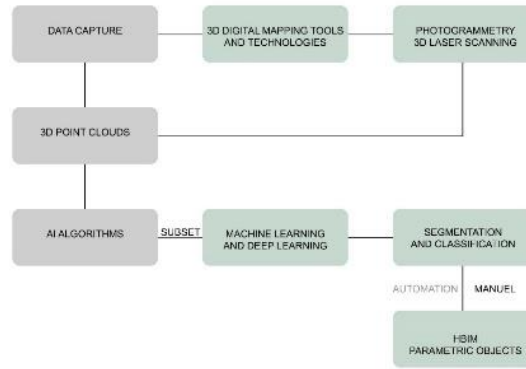 DATA CAPTURE
3D DIGITAL MAPPING TOOLS
AND TECHNOLOGIES
PHOTOGRAMMETRY
3D LASER SCANNING
3D POINT CLOUDS
AI ALGORITHMS
SUBSET
MACHINE LEARNING
AND DEEP LEARNING
SEGMENTATION
AND CLASSIFICATION
AUTOMATION
MANUEL
HBIM
PARAMETRIC OBJECTS